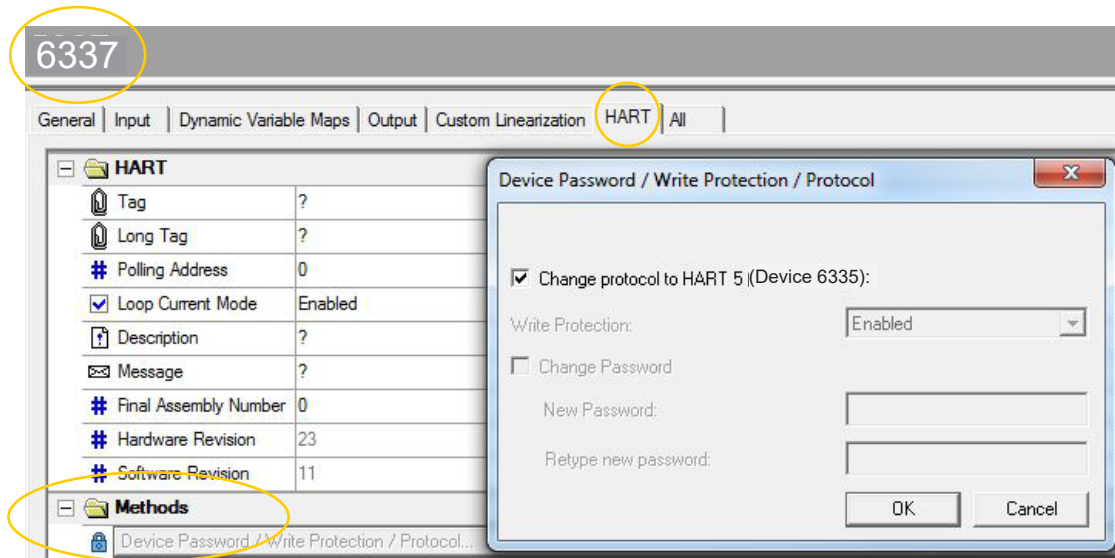 6337
General Input Dynamic Variable Maps Output Custom Linearization HART All
HART
Tag ?
Long Tag ?
# Polling Address 0
Loop Current Mode Enabled
Description ?
Message ?
# Final Assembly Number 0
# Hardware Revision 23
# Software Revision 11
Methods
Device Password / Write Protection / Protocol...
Device Password / Write Protection / Protocol
Change protocol to HART 5 (Device 6335):
Write Protection: Enabled
Change Password
New Password:
Retype new password:
OK Cancel